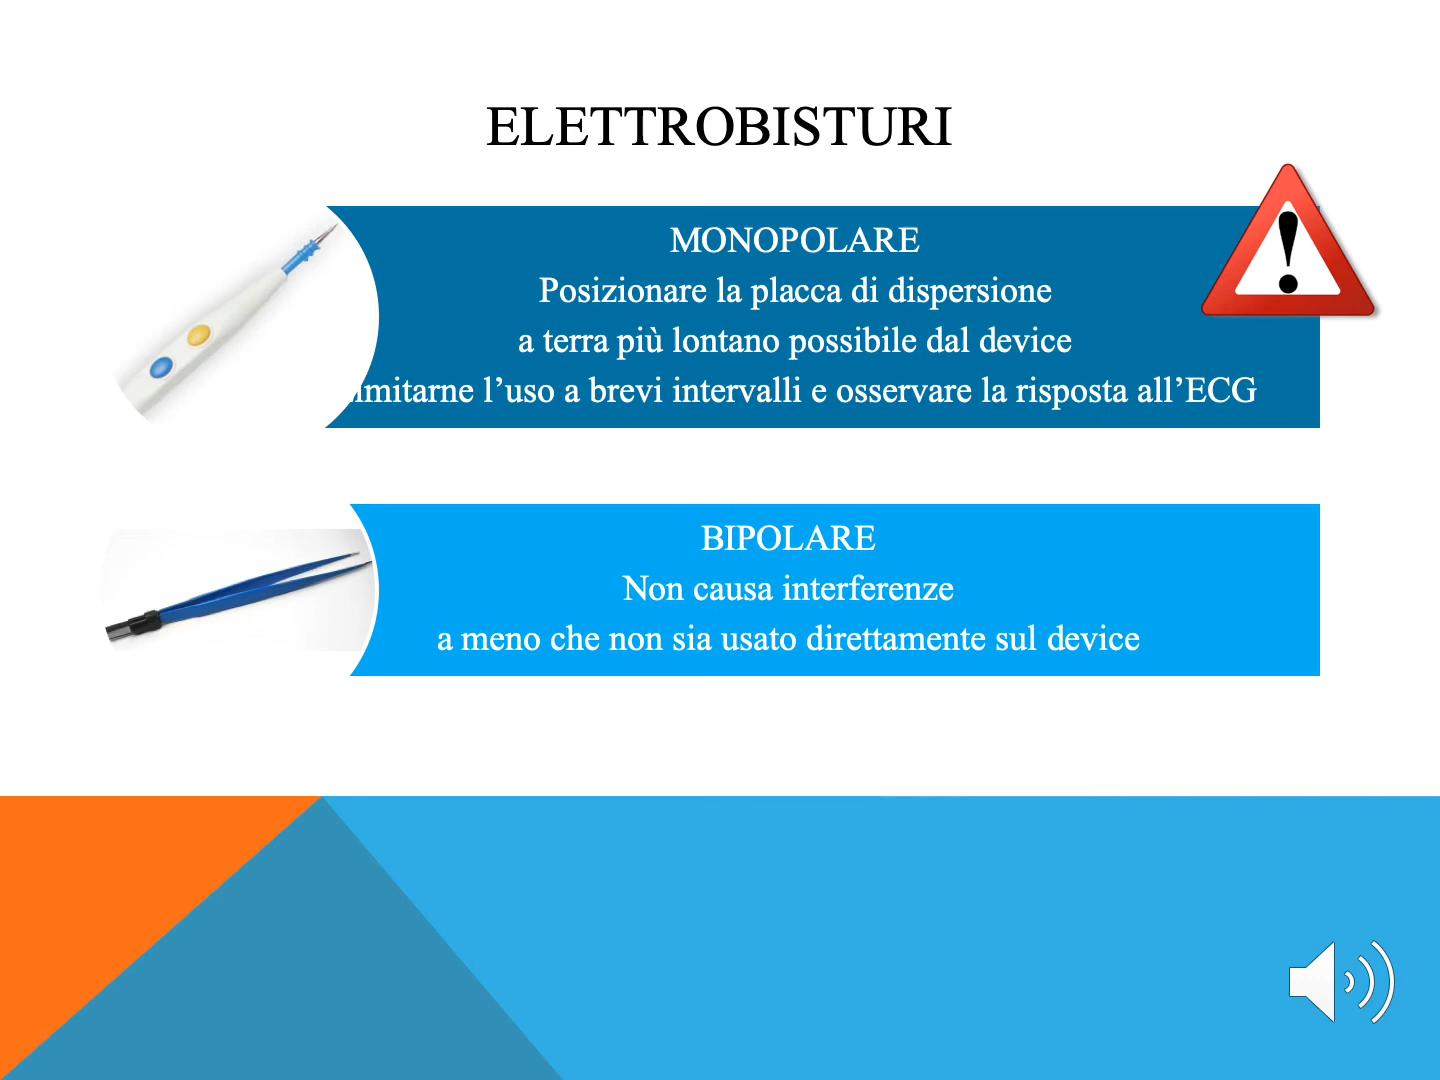 ELETTROBISTURI
MONOPOLARE
Posizionare la placca di dispersione
a terra più lontano possibile dal device
l’uso a brevi intervalli e osservare la risposta all’ECG
BIPOLARE
Non causa interferenze
a meno che non sia usato direttamente sul device